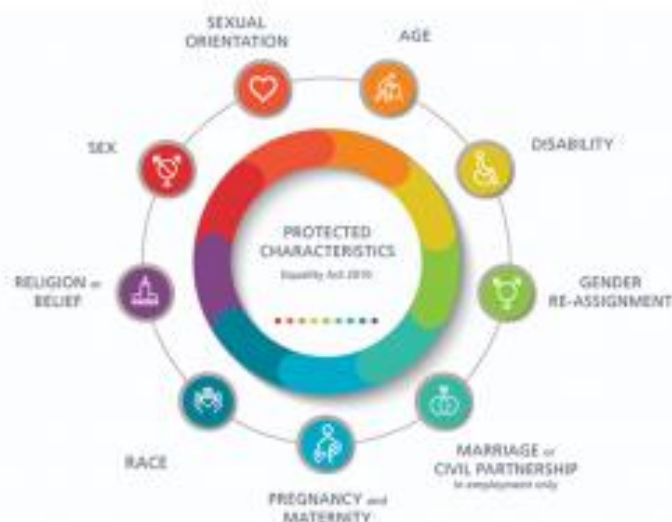 SEXUAL
ORIENTATION
AGE
SEX
DISABILITY
PROTECTED
CHARACTERISTICS
Equality Act 2010
RELIGION or
BELIEF
GENDER
RE-ASSIGNMENT
RACE
MARRIAGE or
CIVIL PARTNERSHIP
in employment only
PREGNANCY and
MATERNITY